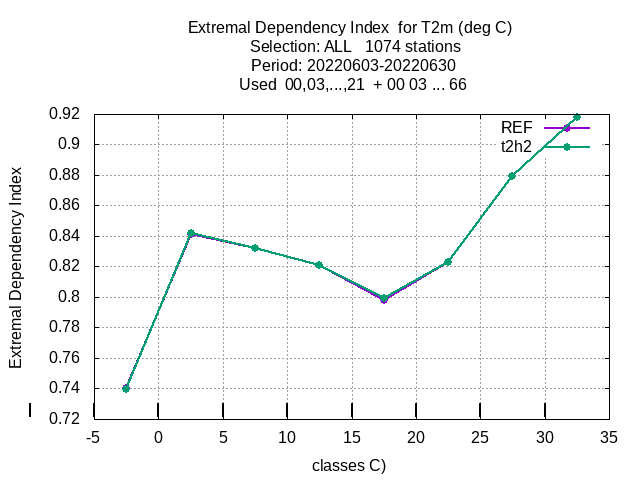 Extremal Dependency Index  for T2m (deg C)
Selection: ALL   1074 stations
Period: 20220603-20220630
Used  00,03,...,21  + 00 03 ... 66
REF
t2h2
0.92
0.9
0.88
0.86
0.84
0.82
0.8
0.78
0.76
0.74
0.72
Extremal Dependency Index
-5 0 5 10 15 20 25 30 35
classes C)